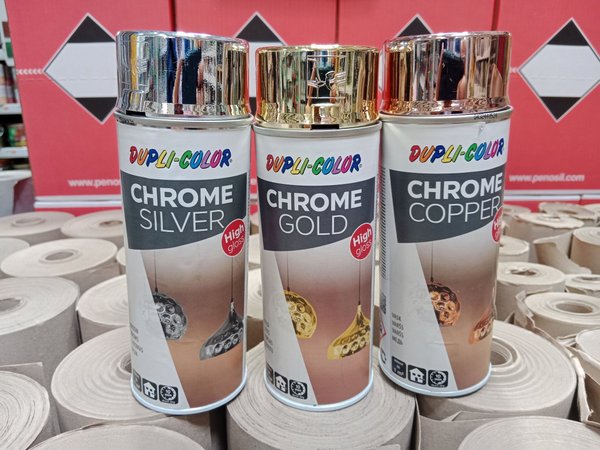 DUPLI-COLOR
CHROME
SILVER
High
gloss
DUPLI-COLOR
CHROME
GOLD
High
gloss
DUPLI-COLOR
CHROME
COPPER
High
www.penosil.com